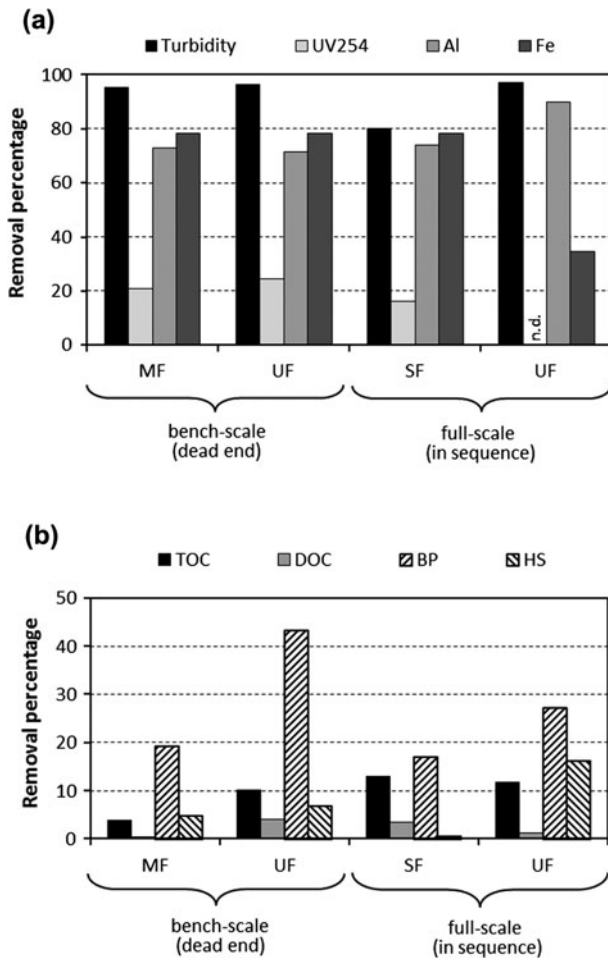 (a)
Turbidity UV254 Al Fe
Removal percentage
100
80
60
40
20
0
n.d.
MF UF SF UF
bench-scale full-scale
(dead end) (in sequence)
(b)
TOC DOC BP HS
Removal percentage
50
40
30
20
10
0
MF UF SF UF
bench-scale full-scale
(dead end) (in sequence)